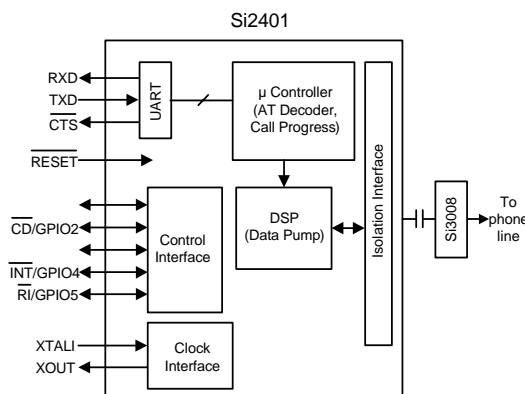 Si2401
RXD
TXD
CTS
RESET
CD/GPIO2
INT/GPIO4
RI/GPIO5
XTALI
XOUT
UART
µ Controller
(AT Decoder,
Call Progress)
DSP
(Data Pump)
Control
Interface
Clock
Interface
Isolation Interface
Si3008
To
phone
line